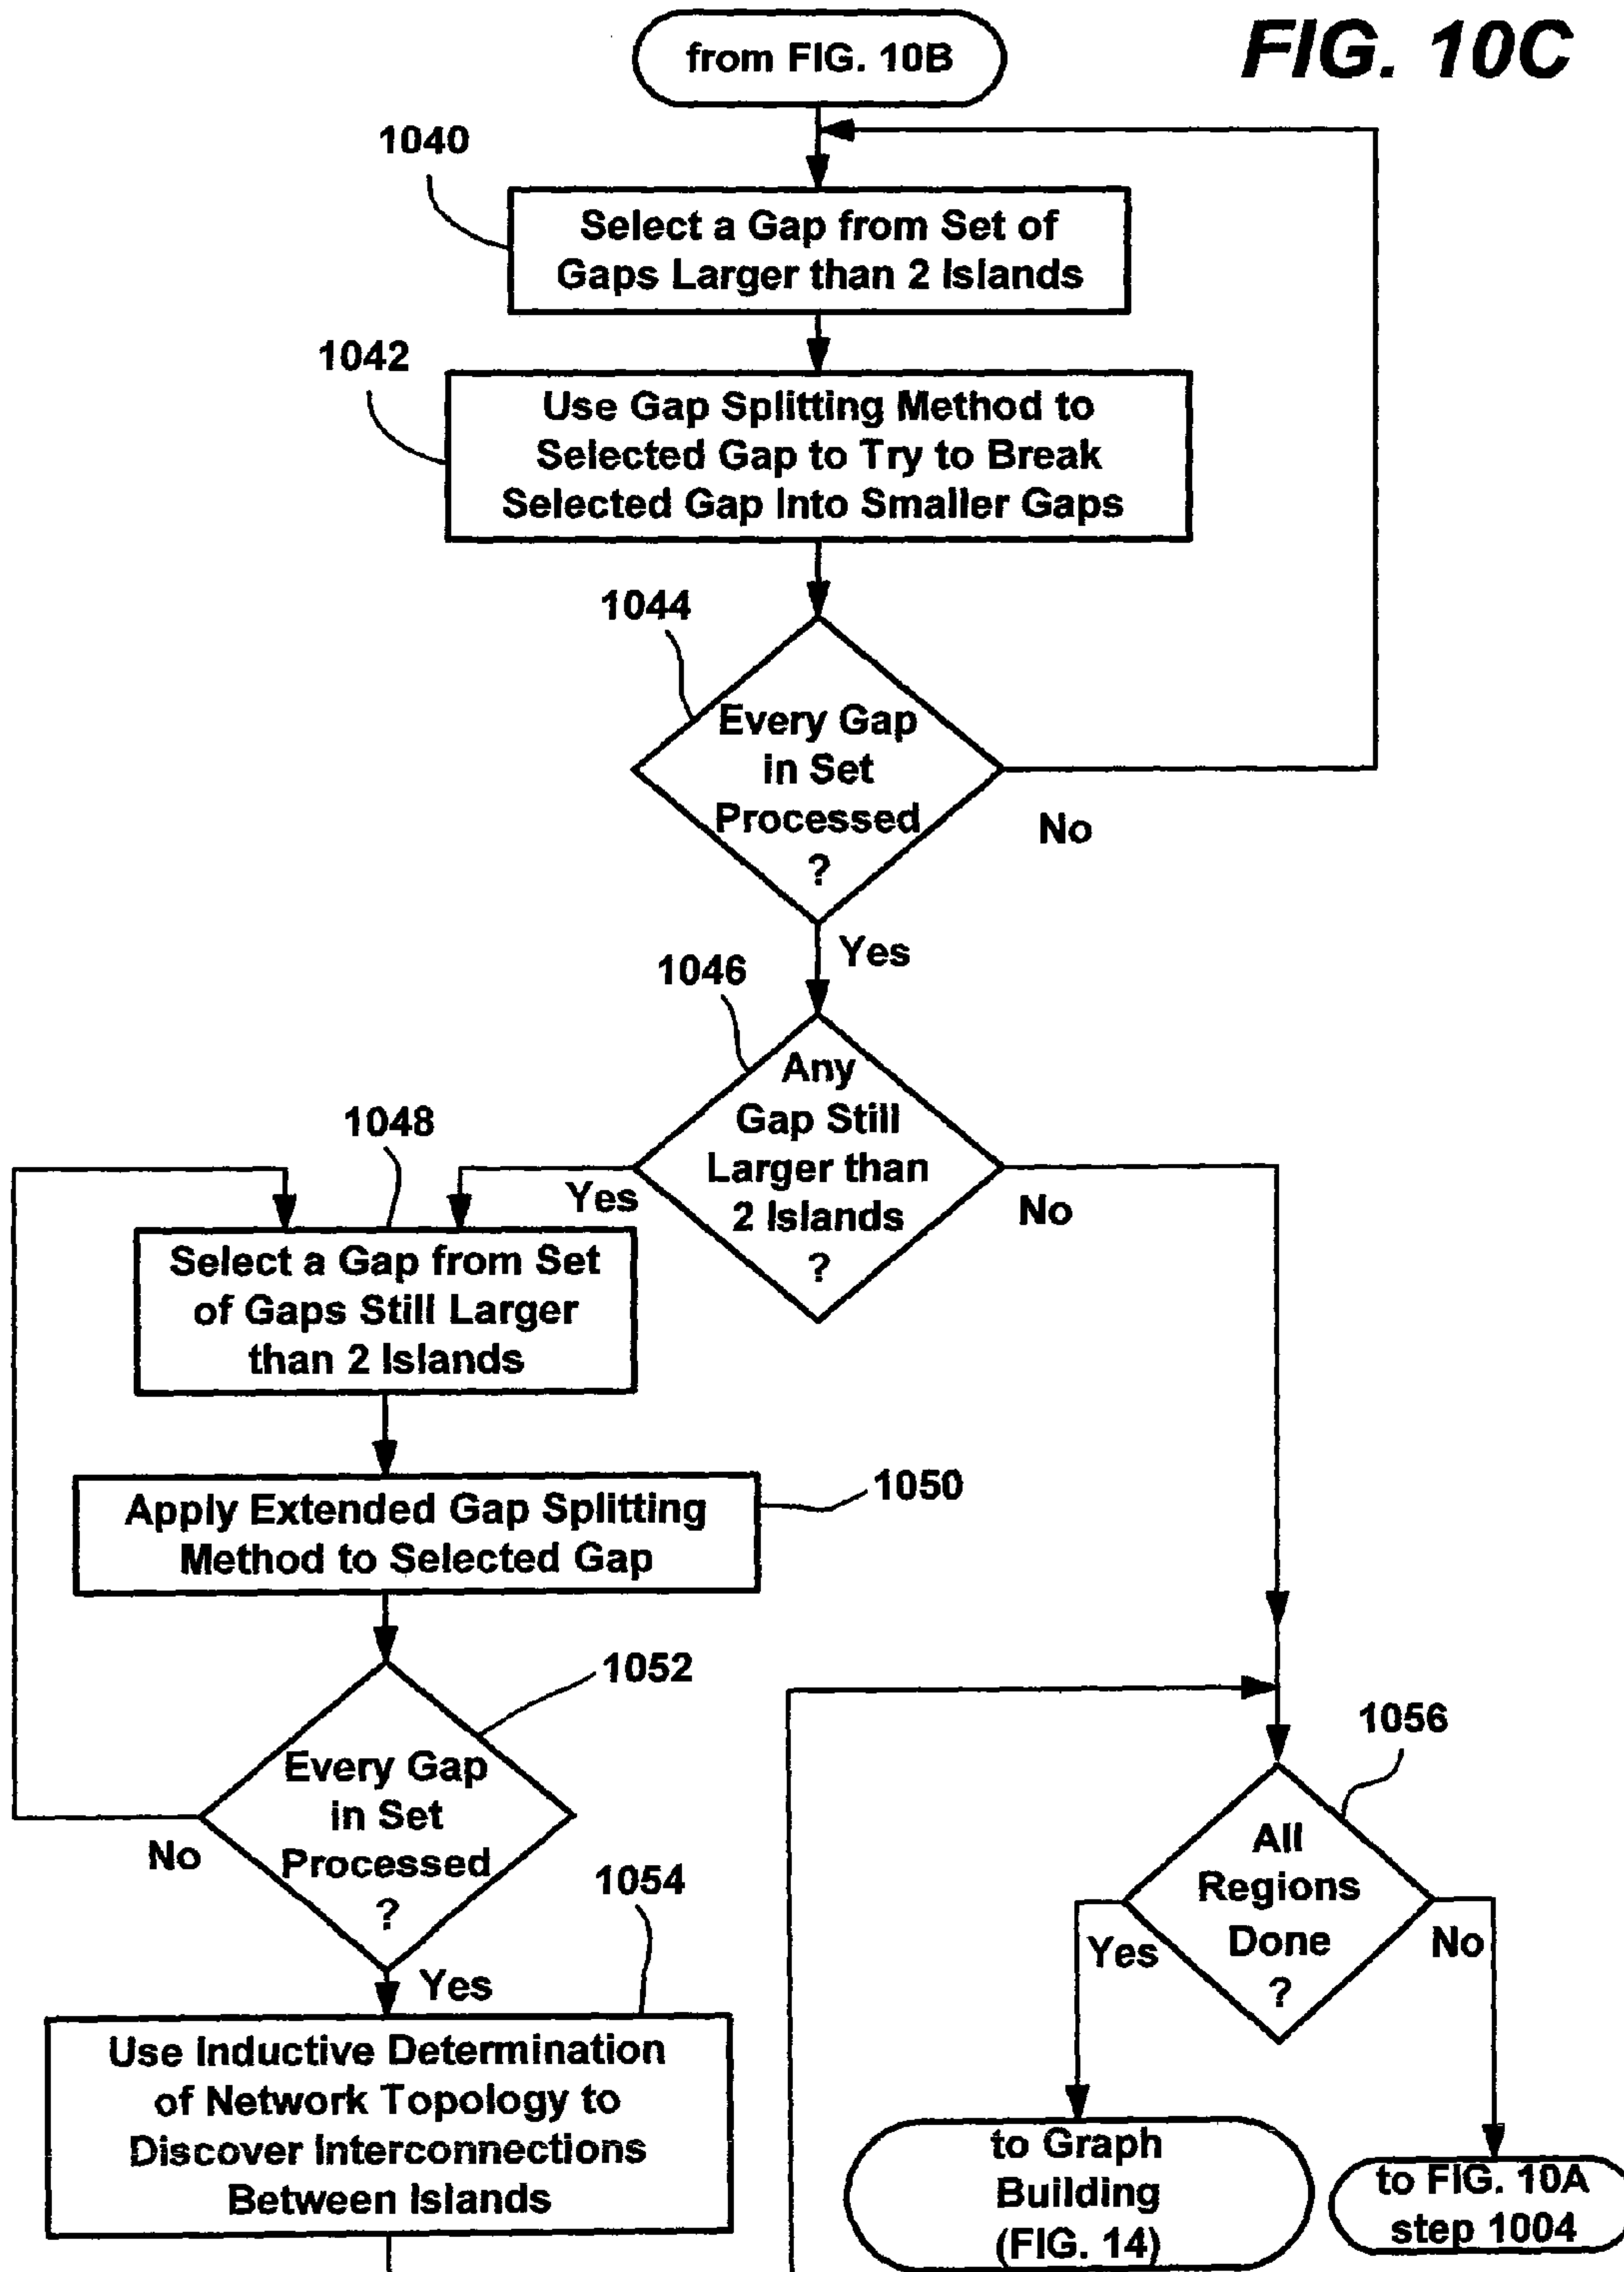 from FIG. 10B
FIG. 10C
1040
Select a Gap from Set of
Gaps Larger than 2 Islands
1042
Use Gap Splitting Method to
Selected Gap to Try to Break
Selected Gap Into Smaller Gaps
1044
Every Gap
in Set
Processed
?
No
Yes
1046
Any
Gap Still
Larger than
2 Islands
?
Yes
No
1048
Select a Gap from Set
of Gaps Still Larger
than 2 Islands
1050
Apply Extended Gap Splitting
Method to Selected Gap
1052
Every Gap
in Set
Processed
?
No
Yes
1054
Use Inductive Determination
of Network Topology to
Discover Interconnections
Between Islands
1056
All
Regions
Done
?
Yes
No
to Graph
Building
(FIG. 14)
to FIG. 10A
step 1004